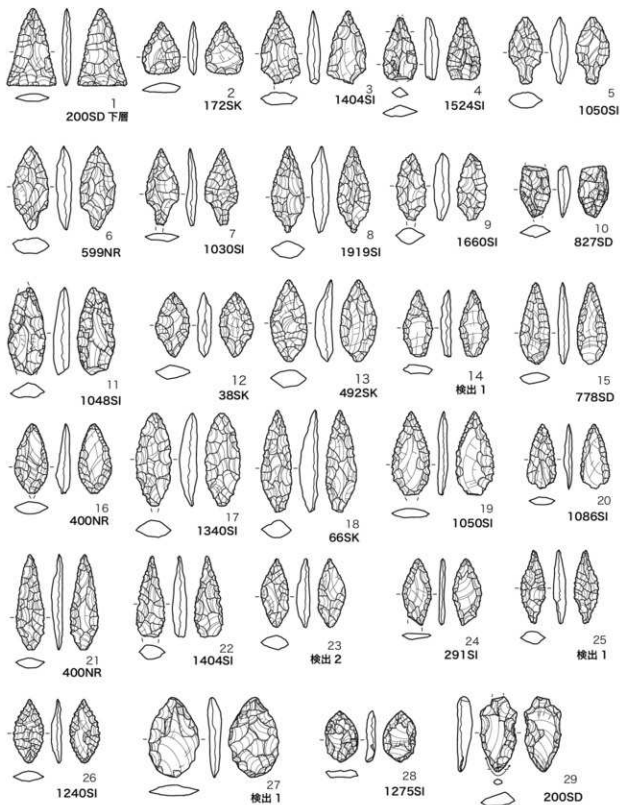 1
200SD 下層
2
172SK
3
1404SI
4
1524SI
5
1050SI
6
599NR
7
1030SI
8
1919SI
9
1660SI
10
827SD
11
1048SI
12
38SK
13
492SK
14
検出 1
15
778SD
16
400NR
17
1340SI
18
66SK
19
1050SI
20
1086SI
21
400NR
22
1404SI
23
検出 2
24
291SI
25
検出 1
26
1240SI
27
検出 1
28
1275SI
29
200SD